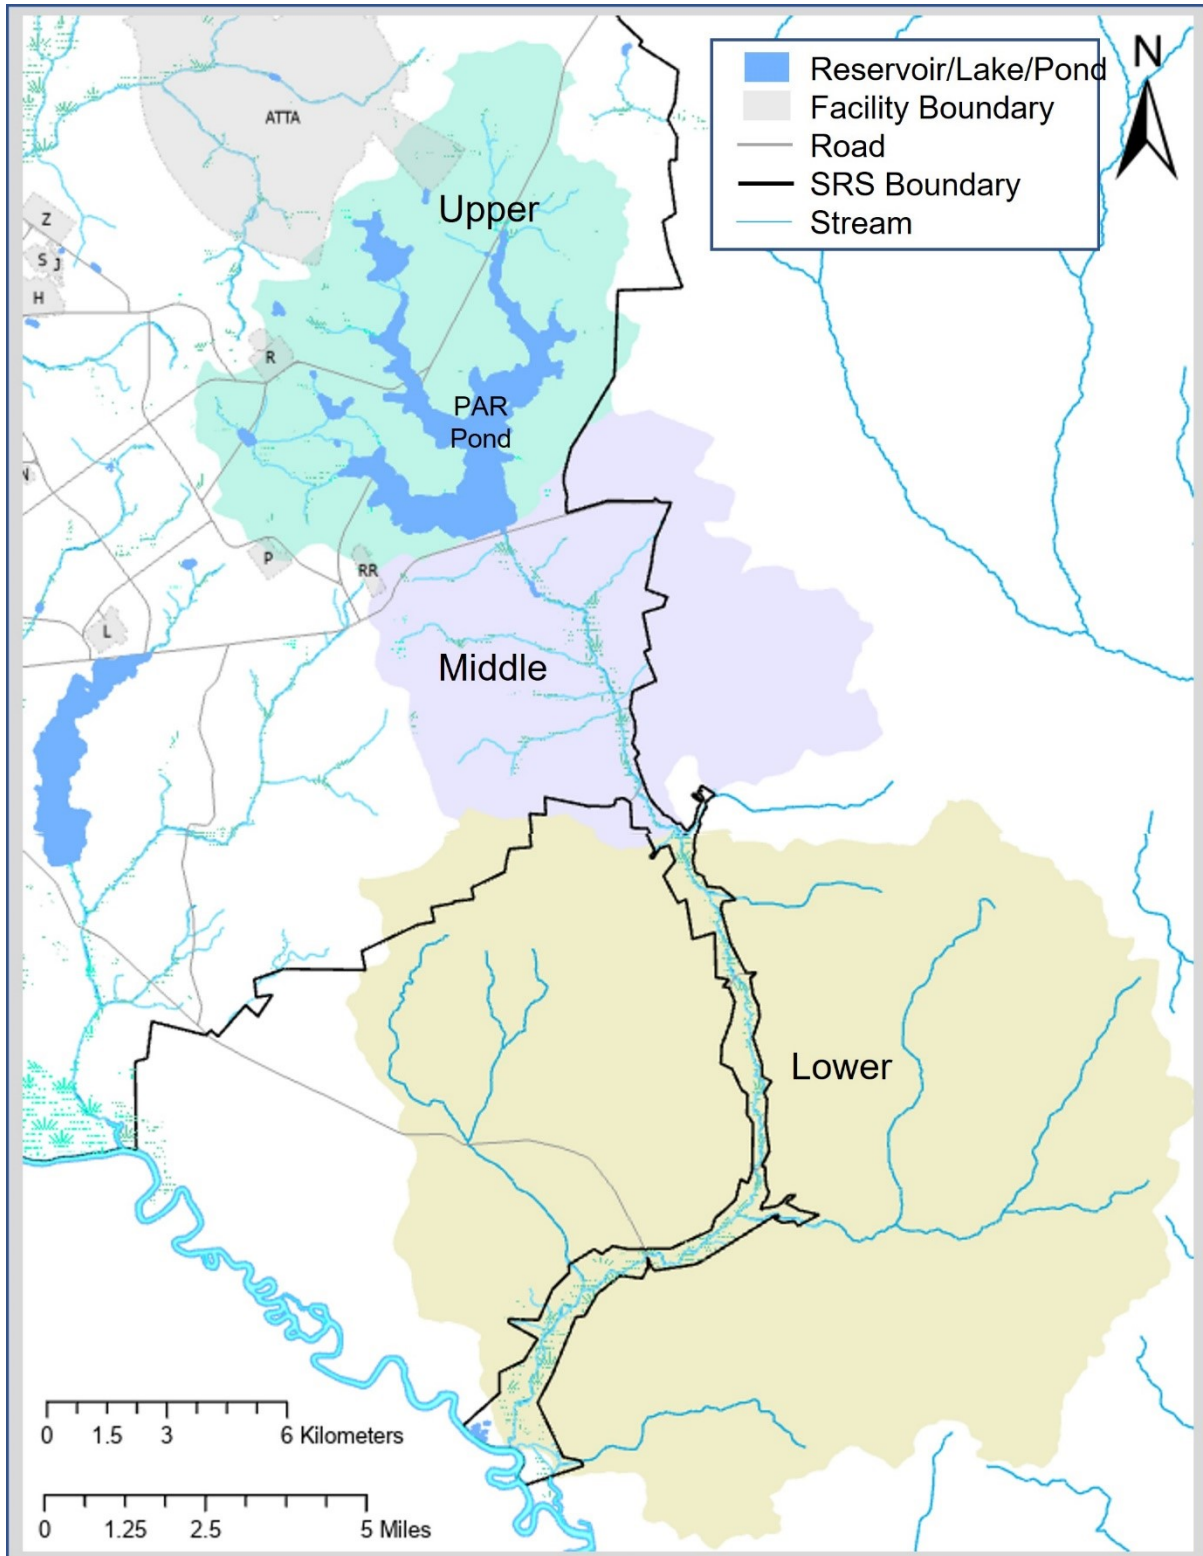 N
Reservoir/Lake/Pond
Facility Boundary
Road
SRS Boundary
Stream
ATTA
Z
S
J
H
Upper
R
PAR
Pond
N
P
RR
L
Middle
Lower
0 1.5 3 6 Kilometers
0 1.25 2.5 5 Miles